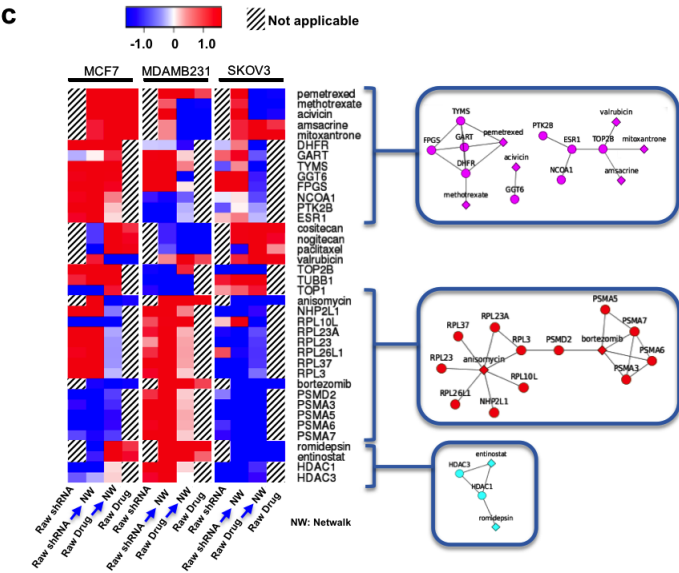 C
-1.0 0 1.0
Not applicable
MCF7 MDAMB231 SKOV3
pemetrexed
methotrexate
acivicin
amsacrine
mitoxantrone
DHFR
GART
TYMS
GGT6
FPGS
NCOA1
PTK2B
ESR1
cositecan
nogitecan
paclitaxel
valrubicin
TOP2B
TUBB1
TOP1
anisomycin
NHP2L1
RPL10L
RPL23A
RPL23
RPL26L1
RPL37
RPL3
bortezomib
PSMD2
PSMA3
PSMA5
PSMA6
PSMA7
romidepsin
entinostat
HDAC1
HDAC3
Raw shRNA
Raw shRNA NW
Raw Drug NW
Raw Drug
Raw shRNA
Raw shRNA NW
Raw Drug NW
Raw Drug
Raw shRNA
Raw shRNA NW
Raw Drug NW
Raw Drug
NW: Netwalk
TYMS
FPGS
GART
pemetrexed
DHFR
methotrexate
acivicin
GGT6
PTK2B
ESR1
NCOA1
TOP2B
valrubicin
mitoxantrone
amsacrine
RPL23A
RPL37
RPL3
RPL23
anisomycin
RPL26L1
NHP2L1
RPL10L
PSMD2
bortezomib
PSMA5
PSMA7
PSMA6
PSMA3
entinostat
HDAC3
HDAC1
romidepsin